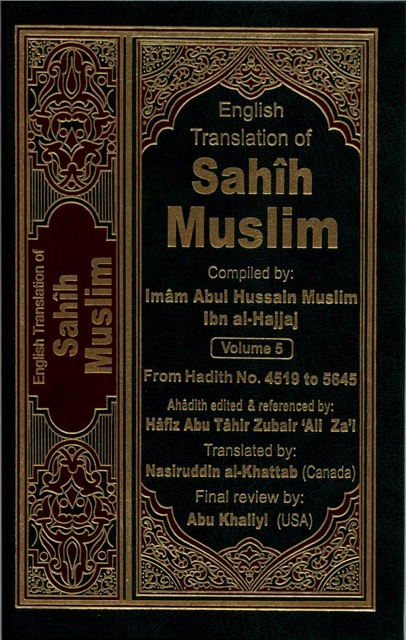 English Translation of
Sahîh
Muslim
English
Translation of
Sahîh
Muslim
Compiled by:
Imâm Abul Hussain Muslim
Ibn al-Hajjaj
Volume 5
From Hadith No. 4519 to 5645
Ahâdith edited & referenced by:
Hâfiz Abu Tâhir Zubair 'Ali Za'i
Translated by:
Nasiruddin al-Khattab (Canada)
Final review by:
Abu Khaliyl (USA)